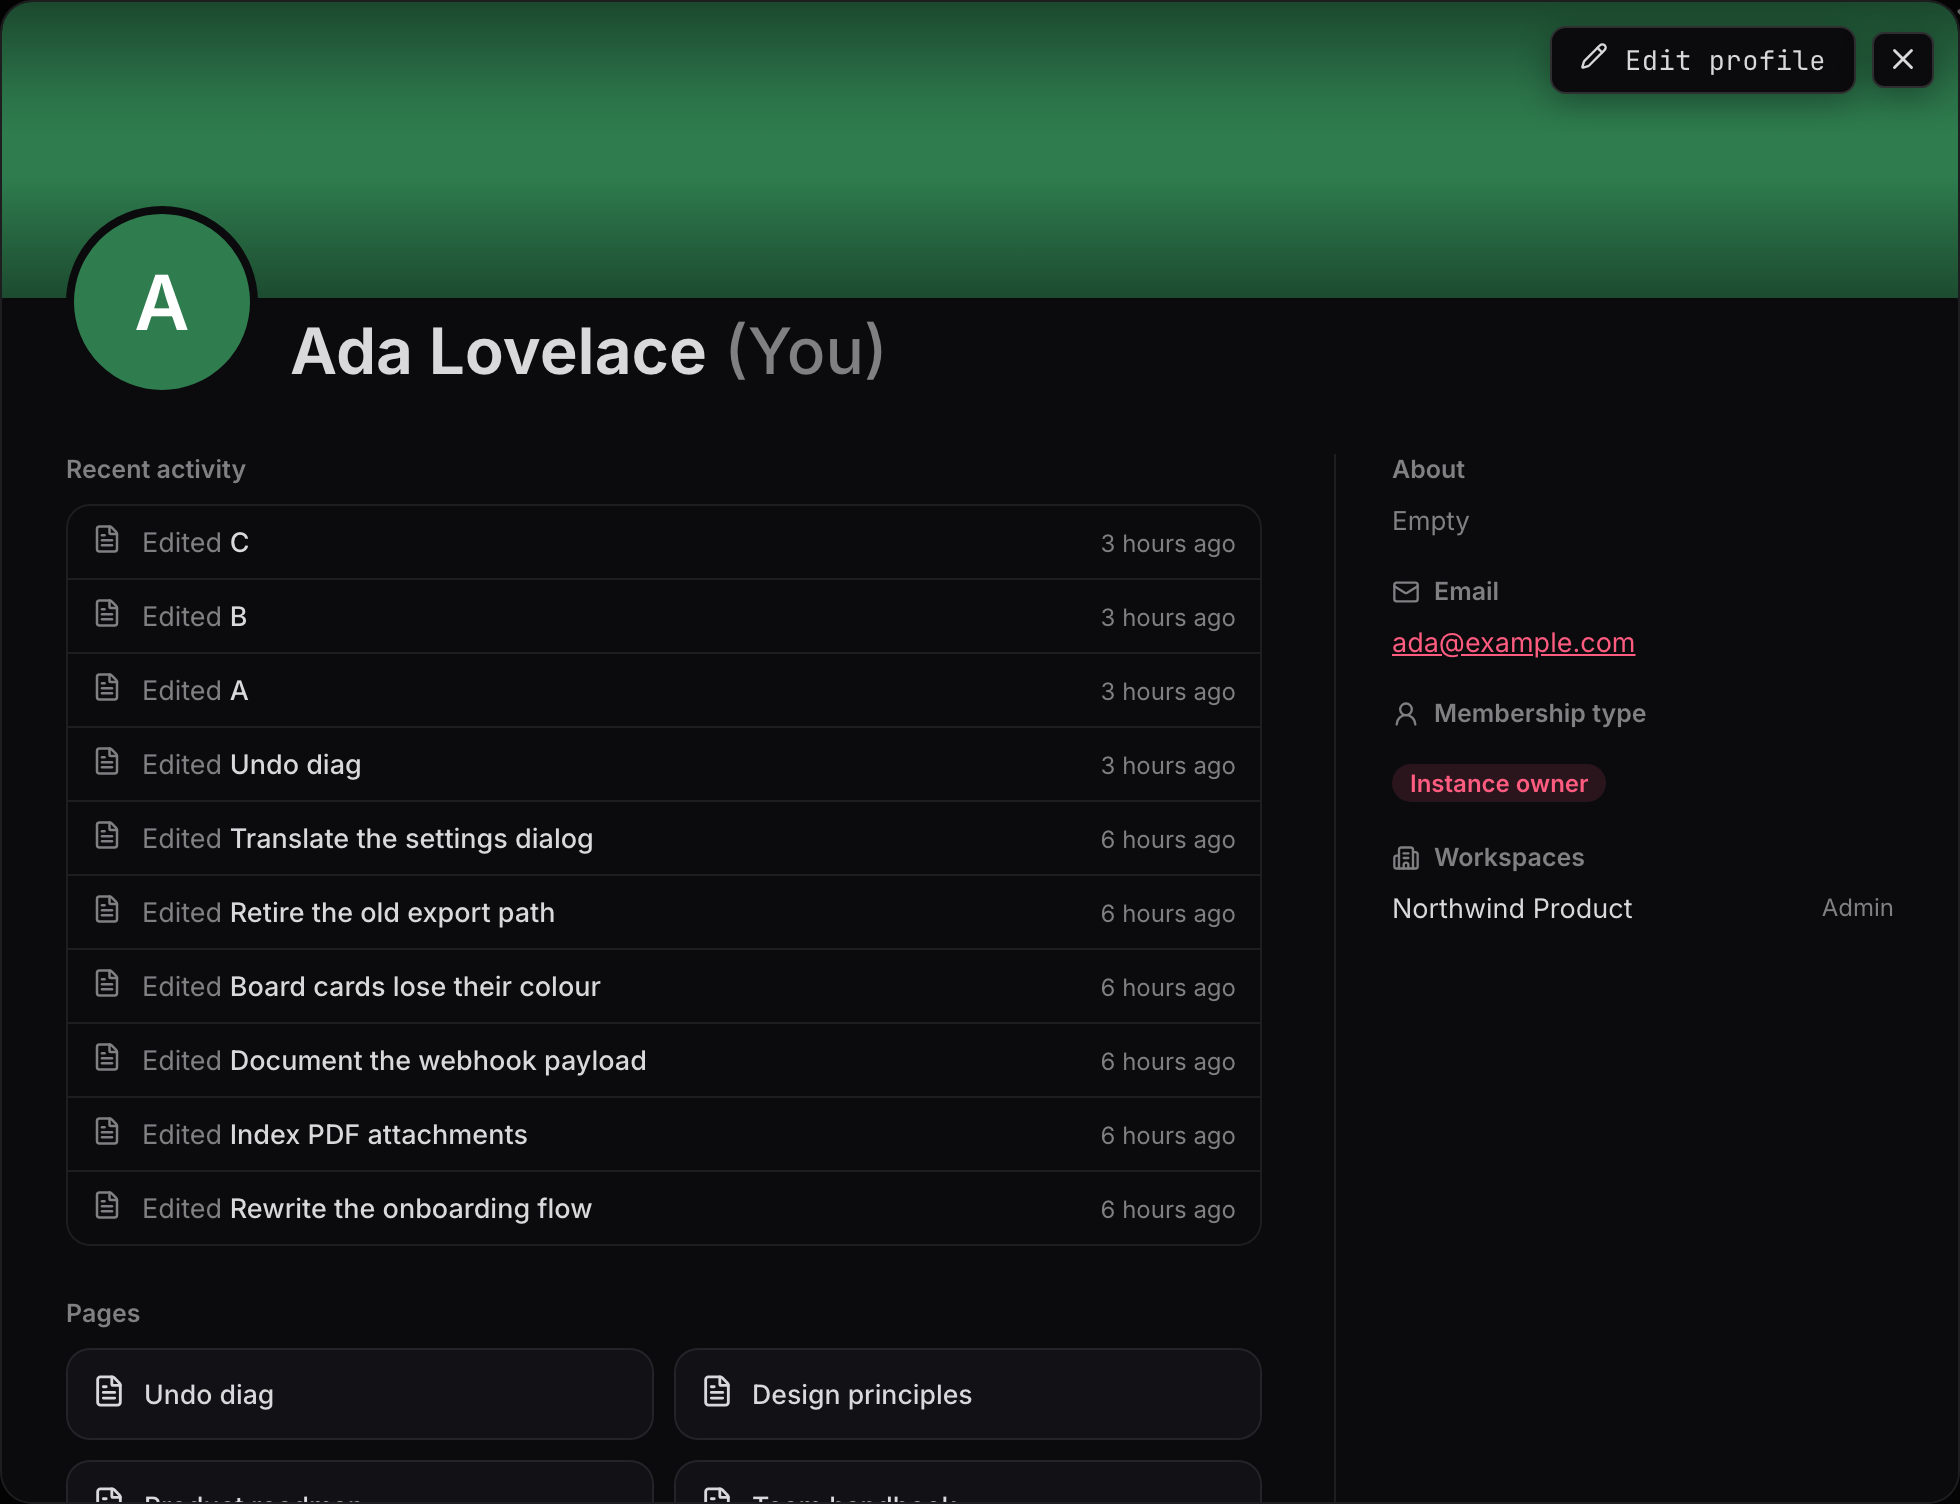 Edit profile
A
Ada Lovelace (You)
Recent activity
Edited C 3 hours ago
Edited B 3 hours ago
Edited A 3 hours ago
Edited Undo diag 3 hours ago
Edited Translate the settings dialog 6 hours ago
Edited Retire the old export path 6 hours ago
Edited Board cards lose their colour 6 hours ago
Edited Document the webhook payload 6 hours ago
Edited Index PDF attachments 6 hours ago
Edited Rewrite the onboarding flow 6 hours ago
Pages
Undo diag
Design principles
Product roadmap
Team handbook
About
Empty
Email
ada@example.com
Membership type
Instance owner
Workspaces
Northwind Product Admin